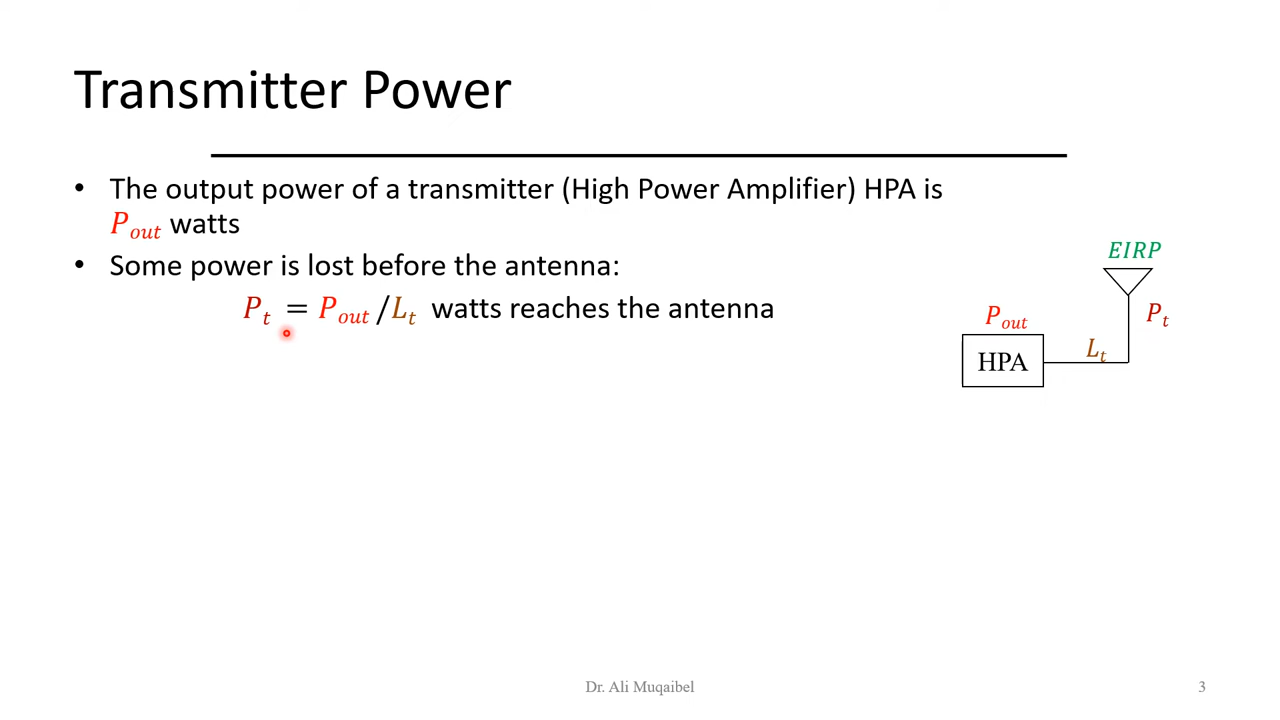 Transmitter Power
• The output power of a transmitter (High Power Amplifier) HPA is
P_out watts
• Some power is lost before the antenna:
P_t = P_out /L_t watts reaches the antenna
EIRP
P_out
P_t
L_t
HPA
Dr. Ali Muqaibel
3